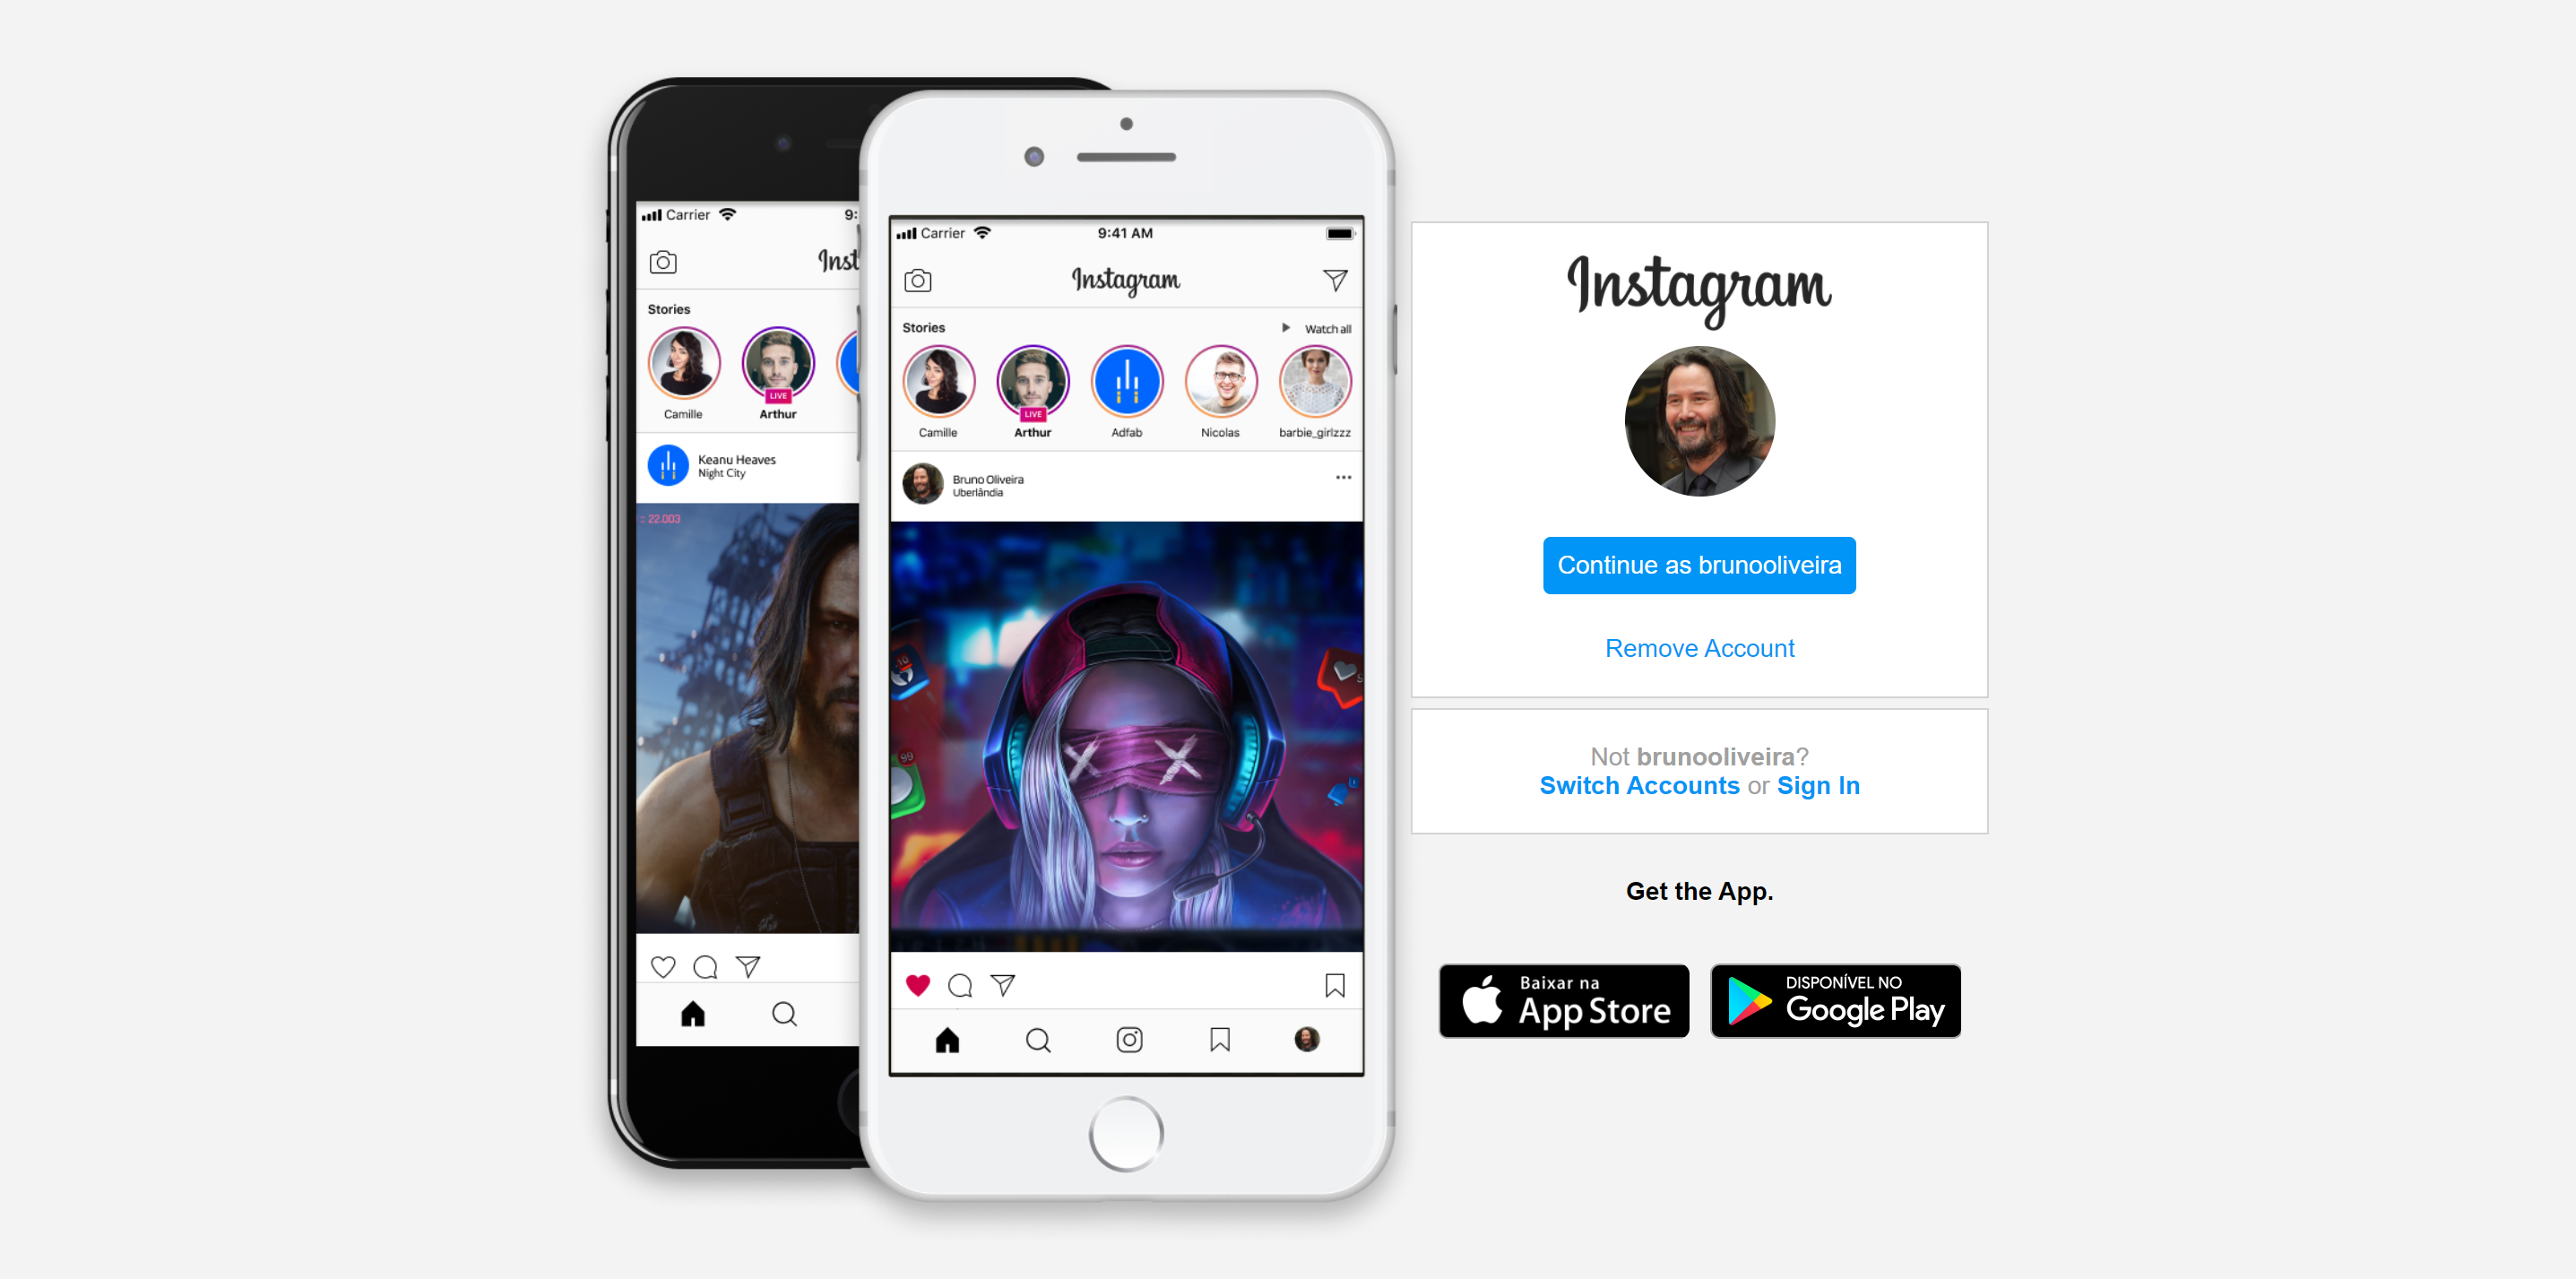 Carrier
9:
Inst
Stories
LIVE
Camille
Arthur
Keanu Heaves
Night City
: 22.003
Carrier
9:41 AM
Instagram
Stories
Watch all
LIVE
Camille
Arthur
Adfab
Nicolas
barbie_girlzzz
Bruno Oliveira
Uberlândia
99
Instagram
Continue as brunooliveira
Remove Account
Not brunooliveira?
Switch Accounts or Sign In
Get the App.
Baixar na
App Store
DISPONÍVEL NO
Google Play